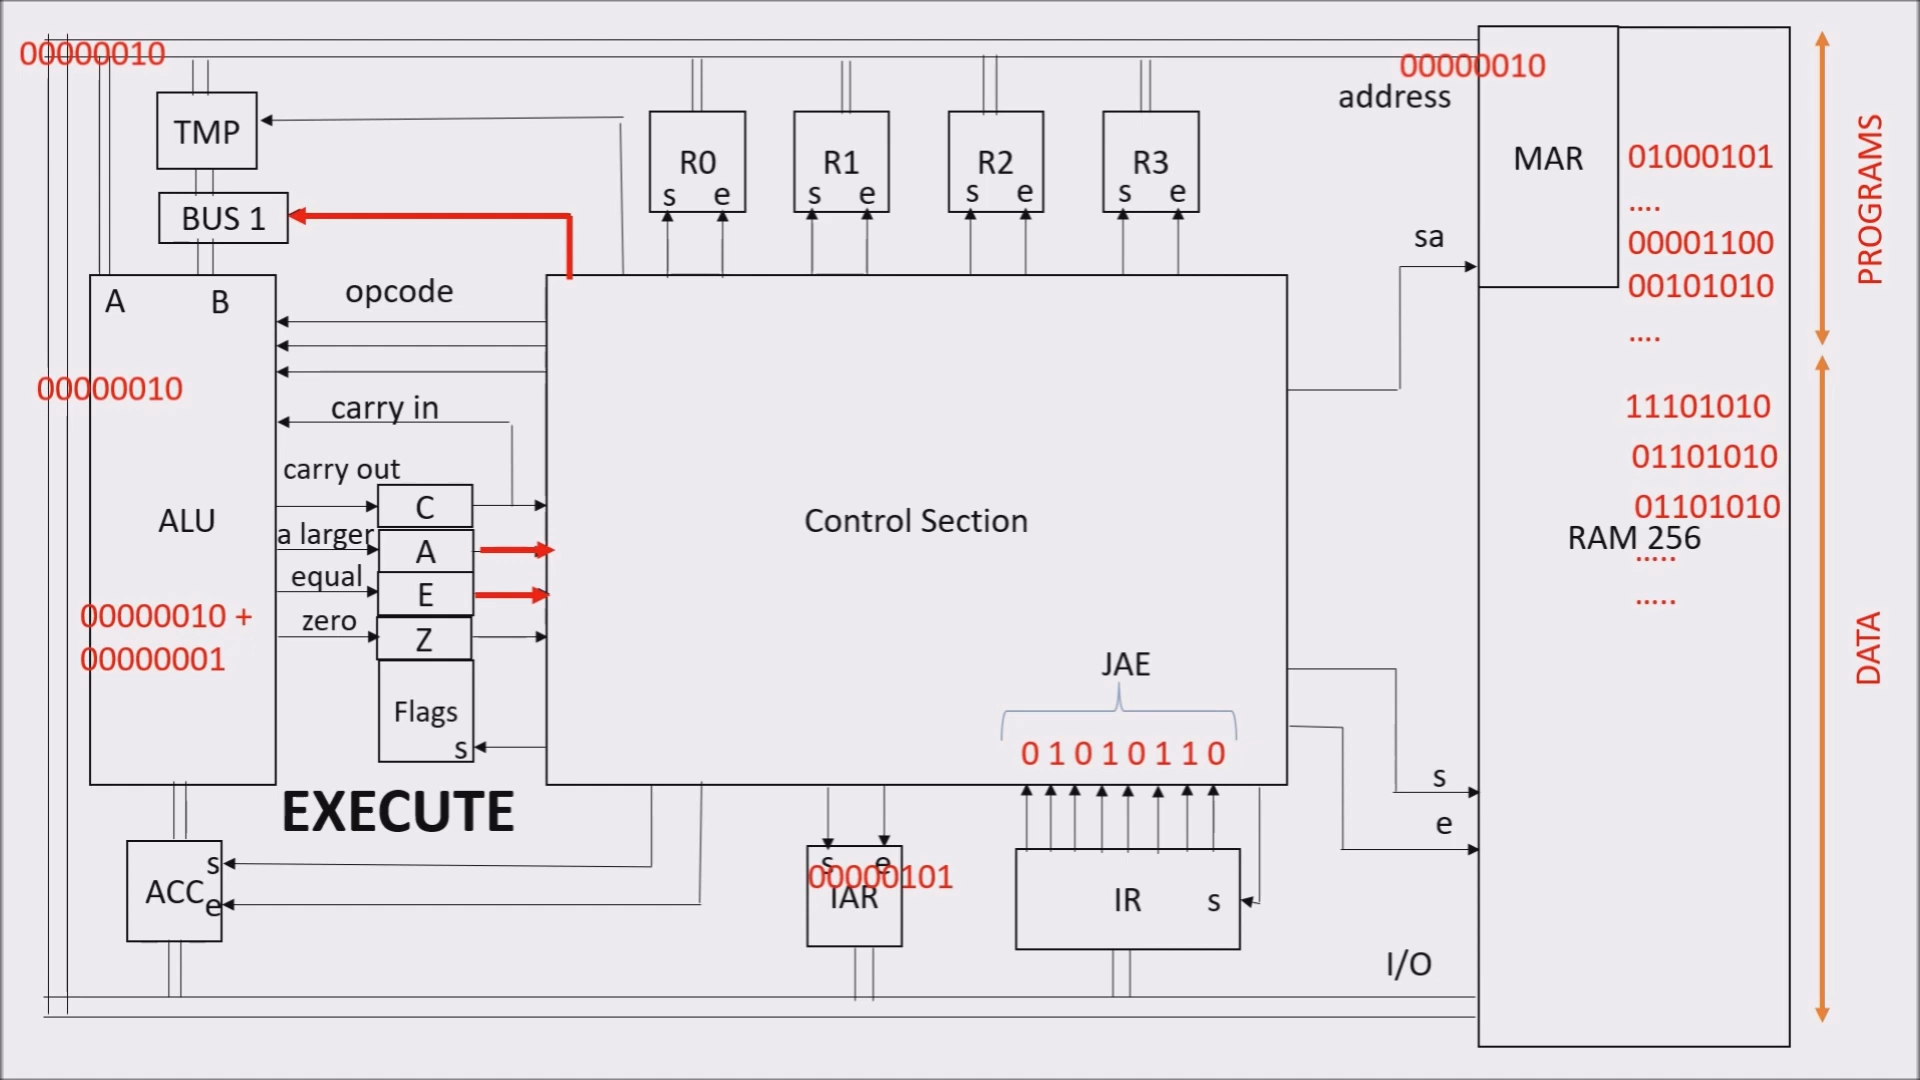 00000010
00000010
address
TMP
R0
s e
R1
s e
R2
s e
R3
s e
MAR
01000101
....
00001100
00101010
....
PROGRAMS
BUS 1
sa
A B
opcode
00000010
carry in
carry out
C
a larger
A
equal
E
zero
Z
Flags
s
ALU
00000010 +
00000001
Control Section
11101010
01101010
01101010
RAM 256
.....
.....
DATA
JAE
0 1 0 1 0 1 1 0
EXECUTE
s
e
ACC
s
e
s e
00000101
IAR
IR s
I/O